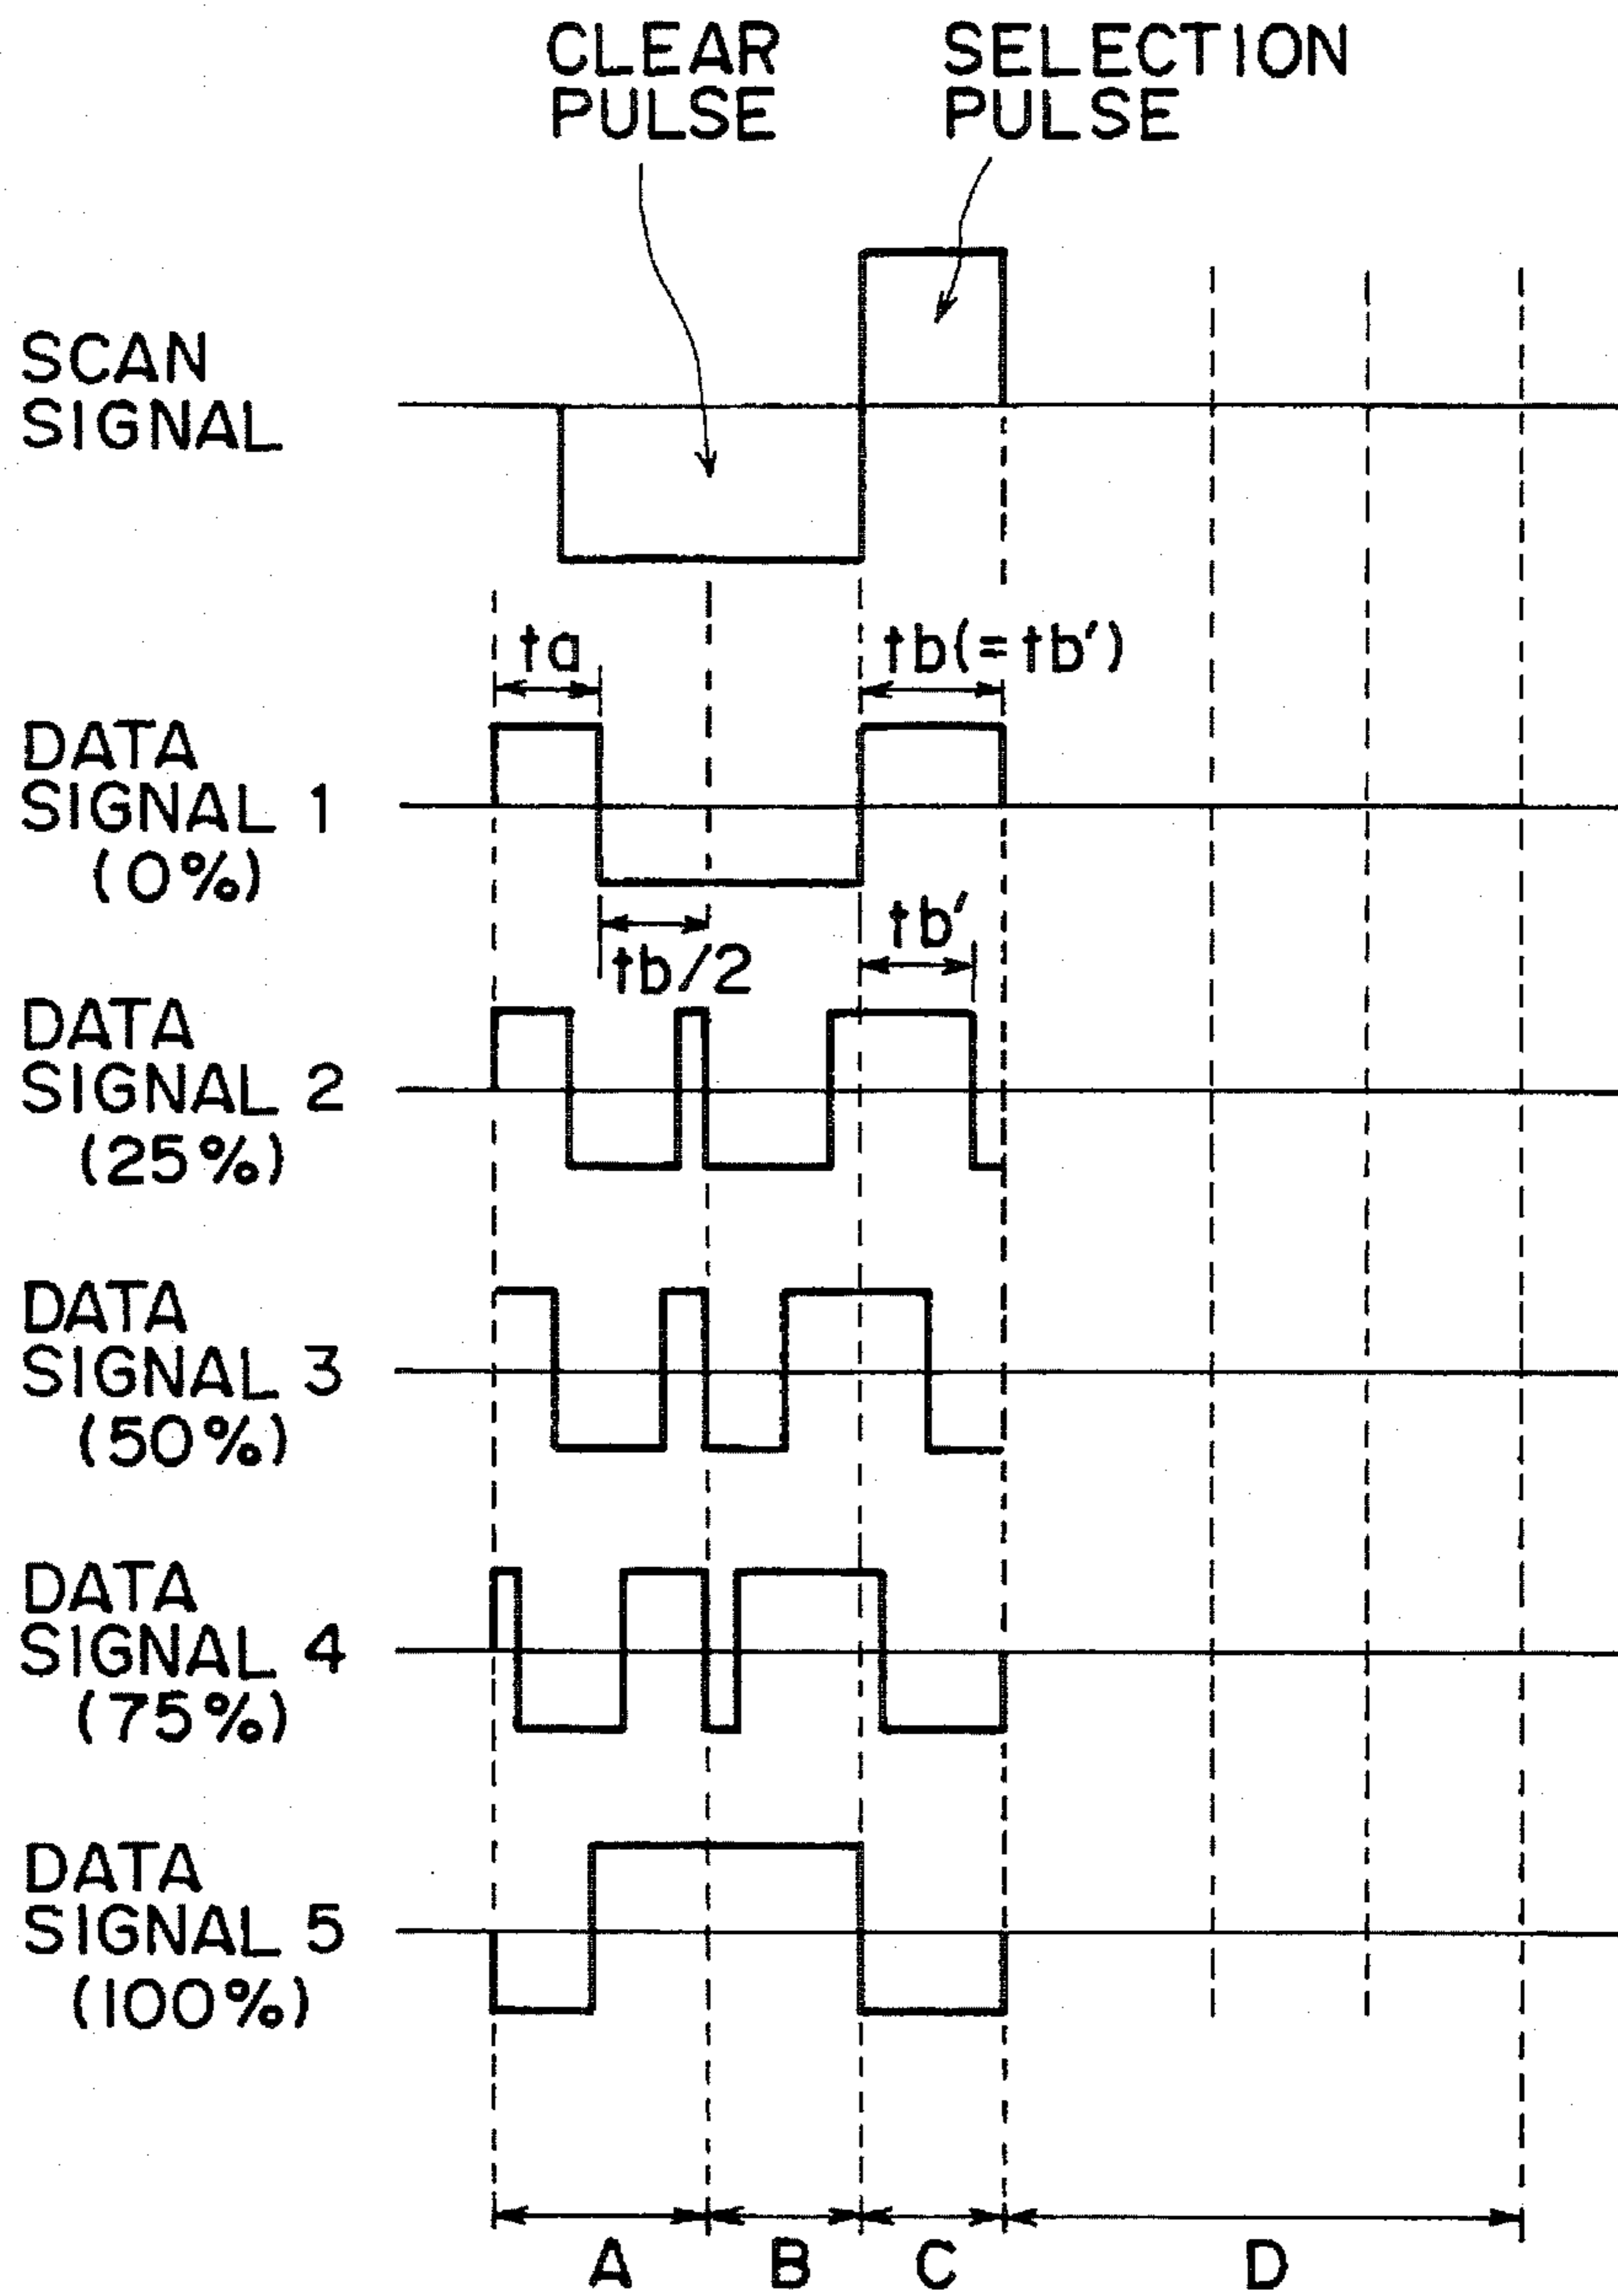 CLEAR
PULSE
SELECTION
PULSE
SCAN
SIGNAL
ta
tb(=tb′)
DATA
SIGNAL 1
(0%)
tb/2
tb′
DATA
SIGNAL 2
(25%)
DATA
SIGNAL 3
(50%)
DATA
SIGNAL 4
(75%)
DATA
SIGNAL 5
(100%)
A
B
C
D